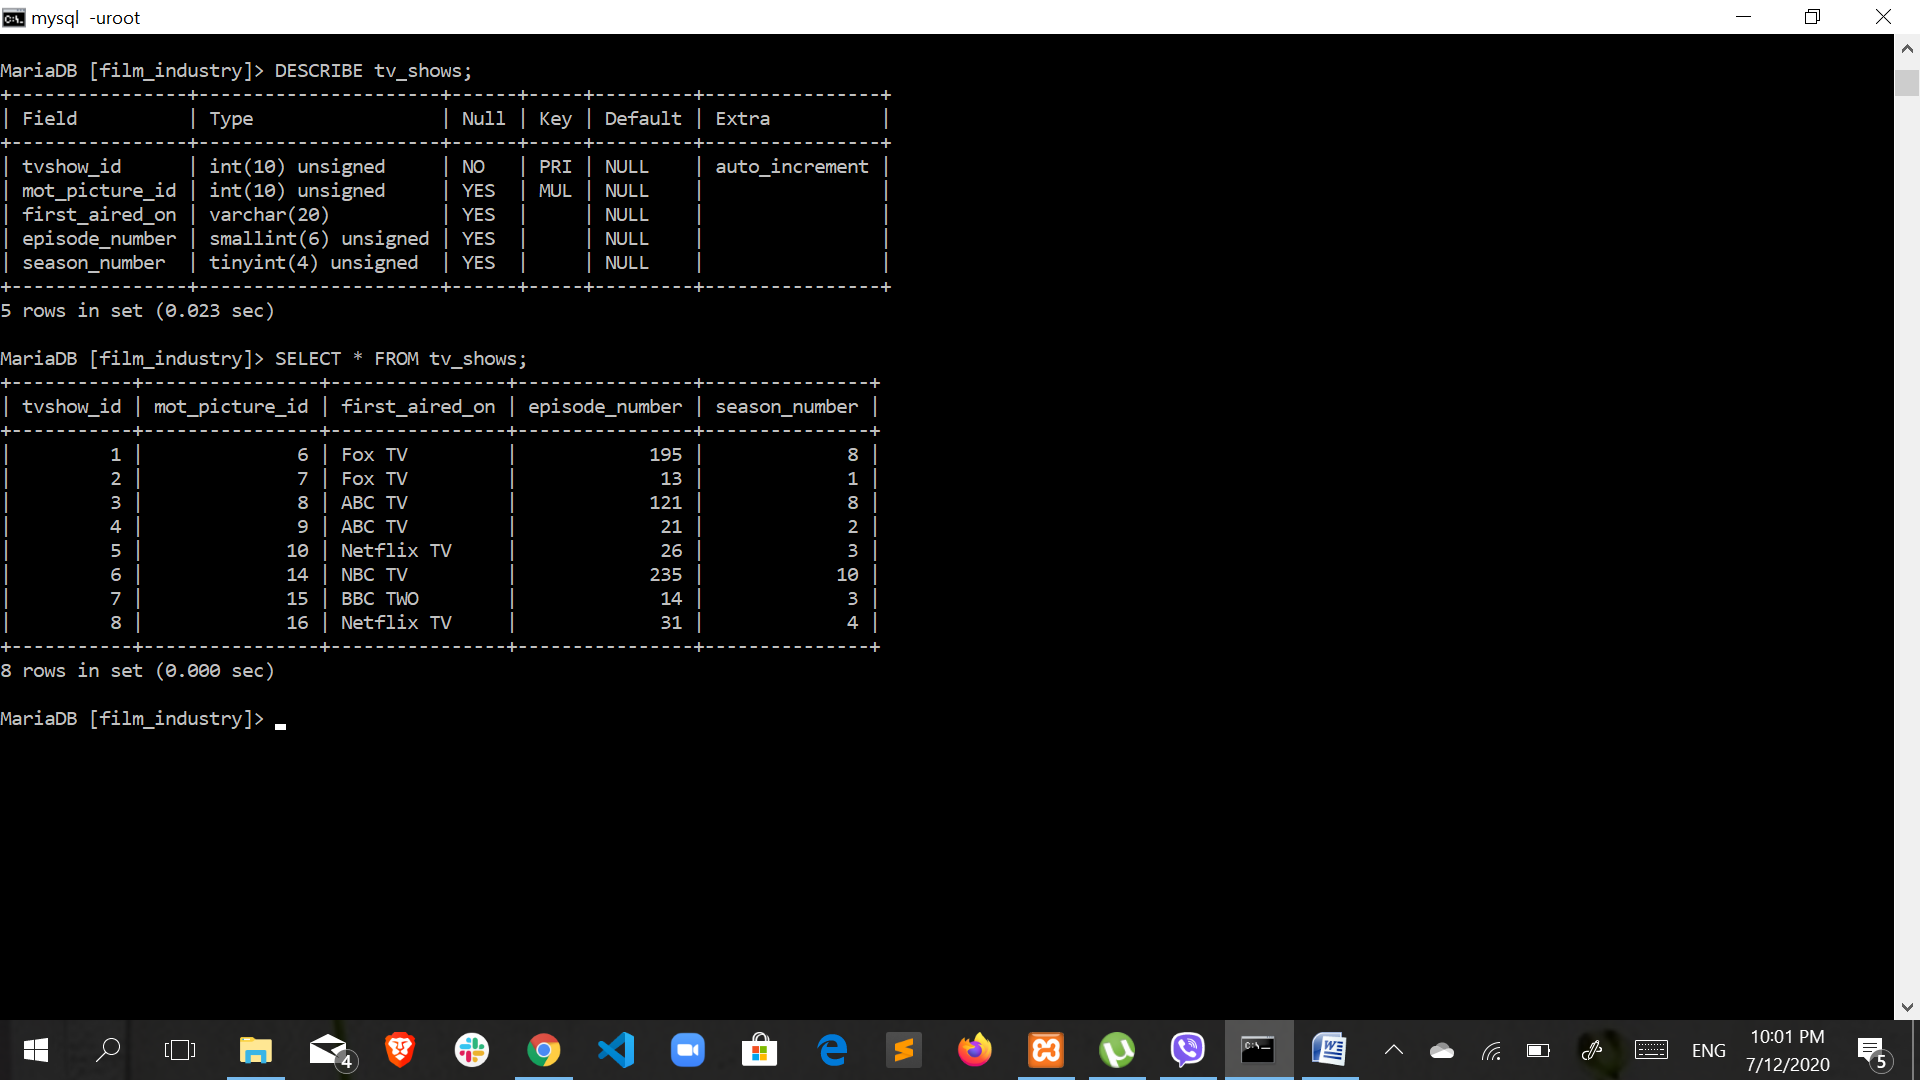 mysql  -uroot
MariaDB [film_industry]> DESCRIBE tv_shows;
+----------------+----------------------+------+-----+---------+----------------+
| Field          | Type                 | Null | Key | Default | Extra          |
+----------------+----------------------+------+-----+---------+----------------+
| tvshow_id      | int(10) unsigned     | NO   | PRI | NULL    | auto_increment |
| mot_picture_id | int(10) unsigned     | YES  | MUL | NULL    |                |
| first_aired_on | varchar(20)          | YES  |     | NULL    |                |
| episode_number | smallint(6) unsigned | YES  |     | NULL    |                |
| season_number  | tinyint(4) unsigned  | YES  |     | NULL    |                |
+----------------+----------------------+------+-----+---------+----------------+
5 rows in set (0.023 sec)
MariaDB [film_industry]> SELECT * FROM tv_shows;
+-----------+----------------+----------------+----------------+---------------+
| tvshow_id | mot_picture_id | first_aired_on | episode_number | season_number |
+-----------+----------------+----------------+----------------+---------------+
|         1 |              6 | Fox TV         |            195 |             8 |
|         2 |              7 | Fox TV         |             13 |             1 |
|         3 |              8 | ABC TV         |            121 |             8 |
|         4 |              9 | ABC TV         |             21 |             2 |
|         5 |             10 | Netflix TV     |             26 |             3 |
|         6 |             14 | NBC TV         |            235 |            10 |
|         7 |             15 | BBC TWO        |             14 |             3 |
|         8 |             16 | Netflix TV     |             31 |             4 |
+-----------+----------------+----------------+----------------+---------------+
8 rows in set (0.000 sec)
MariaDB [film_industry]>
4
ENG
10:01 PM
7/12/2020
5